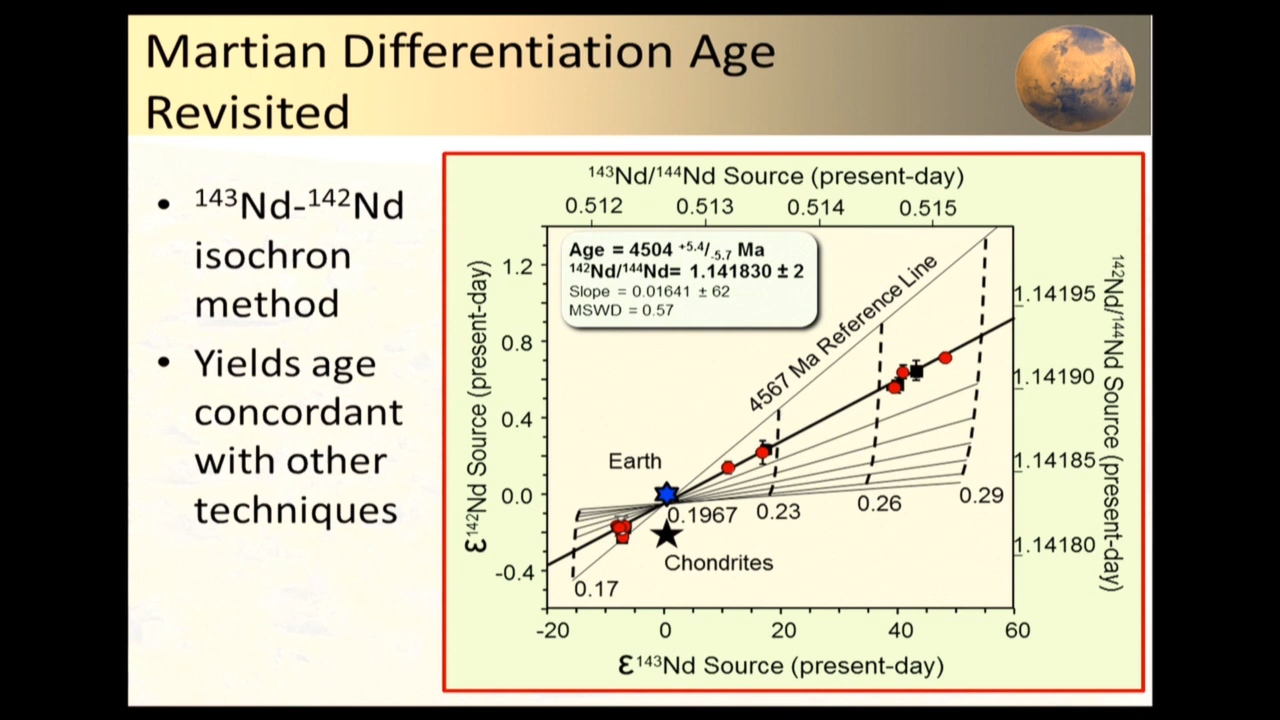 Martian Differentiation Age
Revisited
• ¹⁴³Nd-¹⁴²Nd
isochron
method
• Yields age
concordant
with other
techniques
¹⁴³Nd/¹⁴⁴Nd Source (present-day)
0.512 0.513 0.514 0.515
Age = 4504 ⁺⁵·⁴/₋₅.₇ Ma
¹⁴²Nd/¹⁴⁴Nd= 1.141830 ± 2
Slope = 0.01641 ± 62
MSWD = 0.57
4567 Ma Reference Line
ε¹⁴²Nd Source (present-day)
1.2
0.8
0.4
0.0
-0.4
Earth
Chondrites
0.17
0.1967
0.23
0.26
0.29
1.14195
1.14190
1.14185
1.14180
¹⁴²Nd/¹⁴⁴Nd Source (present-day)
-20 0 20 40 60
ε¹⁴³Nd Source (present-day)